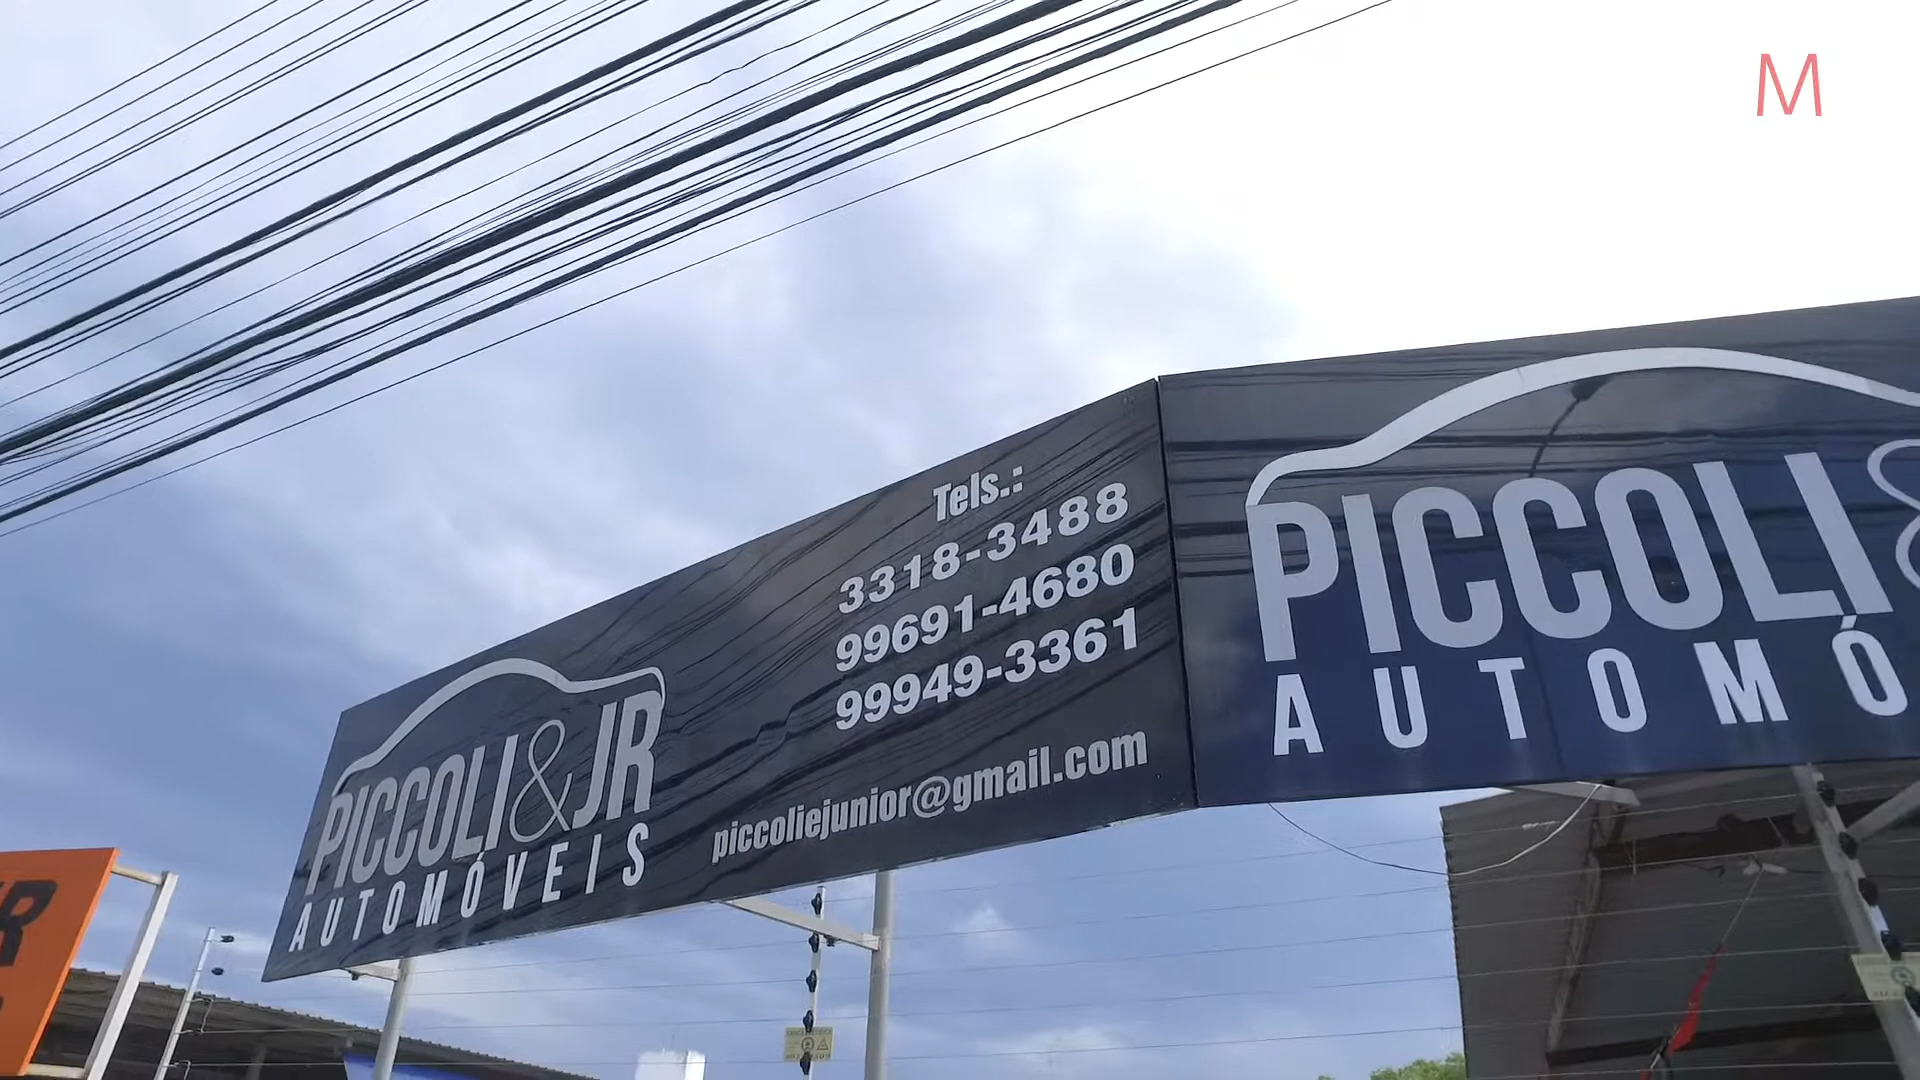 M
Tels.:
3318-3488
99691-4680
99949-3361
piccoliejunior@gmail.com
PICCOLI&JR
AUTOMÓVEIS
PICCOLI&
AUTOMÓ
R